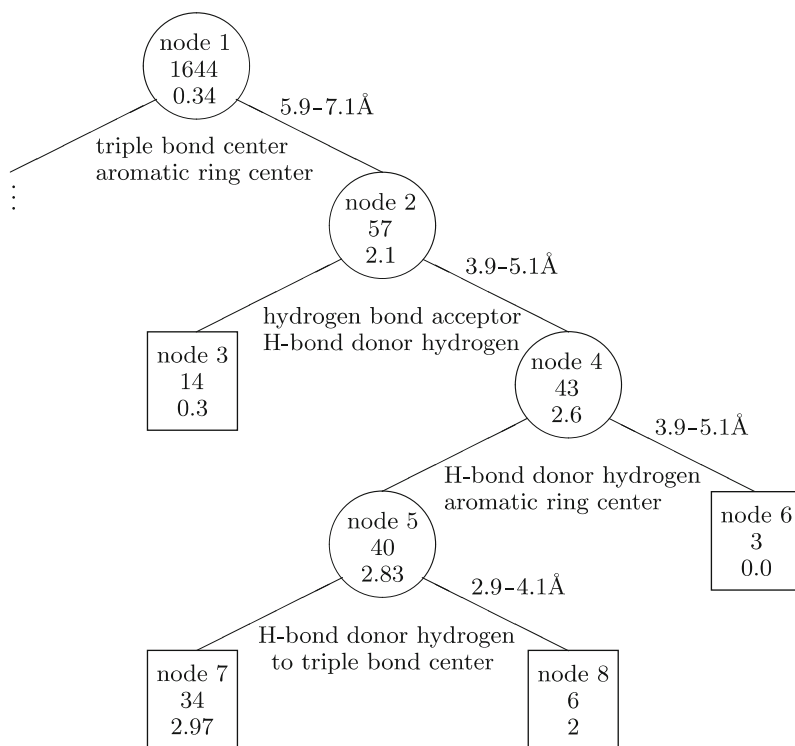 node 1
1644
0.34
5.9–7.1Å
triple bond center
aromatic ring center
⋮
node 2
57
2.1
3.9–5.1Å
hydrogen bond acceptor
H-bond donor hydrogen
node 3
14
0.3
node 4
43
2.6
3.9–5.1Å
H-bond donor hydrogen
aromatic ring center
node 5
40
2.83
node 6
3
0.0
2.9–4.1Å
H-bond donor hydrogen
to triple bond center
node 7
34
2.97
node 8
6
2